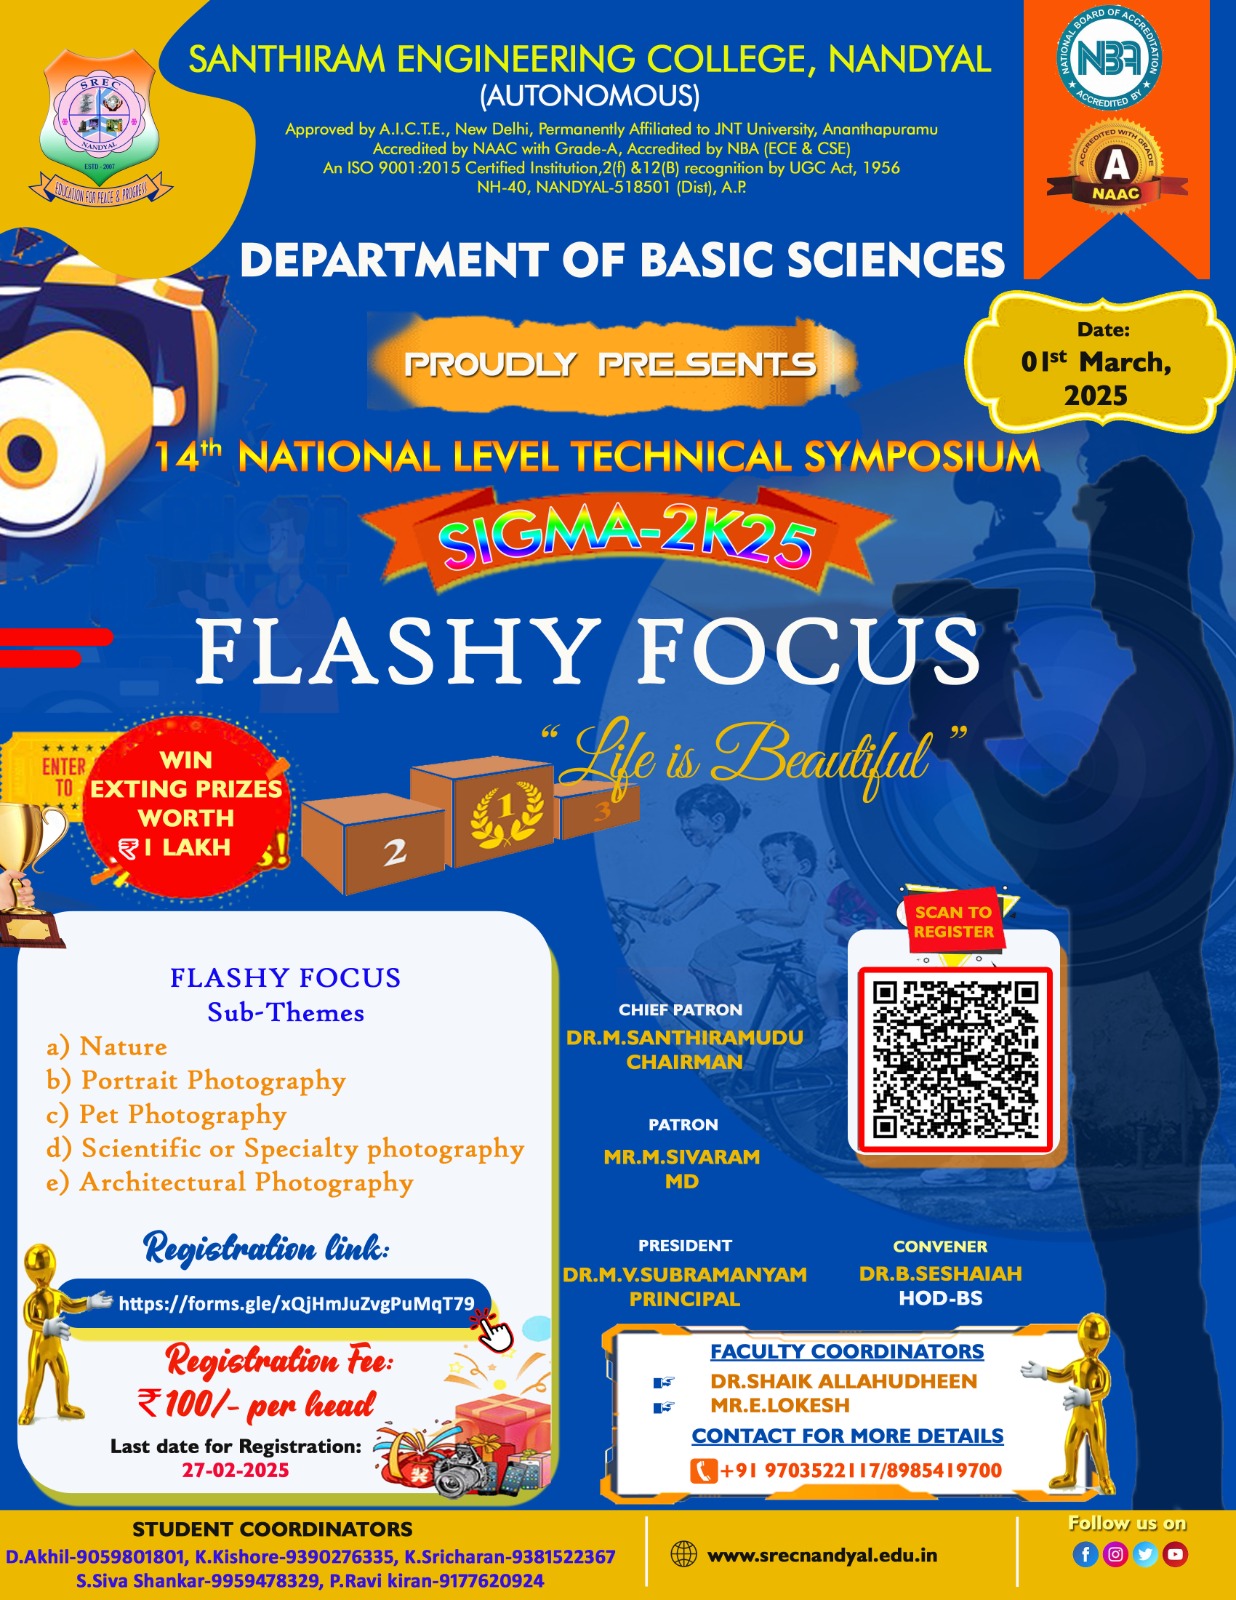 SANTHIRAM ENGINEERING COLLEGE, NANDYAL
(AUTONOMOUS)
Approved by A.I.C.T.E., New Delhi, Permanently Affiliated to JNT University, Ananthapuramu
Accredited by NAAC with Grade-A, Accredited by NBA (ECE & CSE)
An ISO 9001:2015 Certified Institution,2(f) &12(B) recognition by UGC Act, 1956
NH-40, NANDYAL-518501 (Dist), A.P.
SREC
NANDYAL
ESTD - 2007
EDUCATION FOR PEACE & PROGRESS
NATIONAL BOARD OF ACCREDITATION
NBA
ACCREDITED BY
ACCREDITED WITH GRADE
A
NAAC
DEPARTMENT OF BASIC SCIENCES
PROUDLY PRESENTS
Date:
01st March,
2025
14th NATIONAL LEVEL TECHNICAL SYMPOSIUM
SIGMA-2K25
FLASHY FOCUS
“ Life is Beautiful ”
ENTER
TO
WIN
EXTING PRIZES
WORTH
₹ 1 LAKH
2
1
3
SCAN TO
REGISTER
FLASHY FOCUS
Sub-Themes
a) Nature
b) Portrait Photography
c) Pet Photography
d) Scientific or Specialty photography
e) Architectural Photography
Registration link:
https://forms.gle/xQjHmJuZvgPuMqT79
Registration Fee:
₹ 100/- per head
Last date for Registration:
27-02-2025
CHIEF PATRON
DR.M.SANTHIRAMUDU
CHAIRMAN
PATRON
MR.M.SIVARAM
MD
PRESIDENT
DR.M.V.SUBRAMANYAM
PRINCIPAL
CONVENER
DR.B.SESHAIAH
HOD-BS
FACULTY COORDINATORS
DR.SHAIK ALLAHUDHEEN
MR.E.LOKESH
CONTACT FOR MORE DETAILS
+91 9703522117/8985419700
STUDENT COORDINATORS
D.Akhil-9059801801, K.Kishore-9390276335, K.Sricharan-9381522367
S.Siva Shankar-9959478329, P.Ravi kiran-9177620924
www.srecnandyal.edu.in
Follow us on